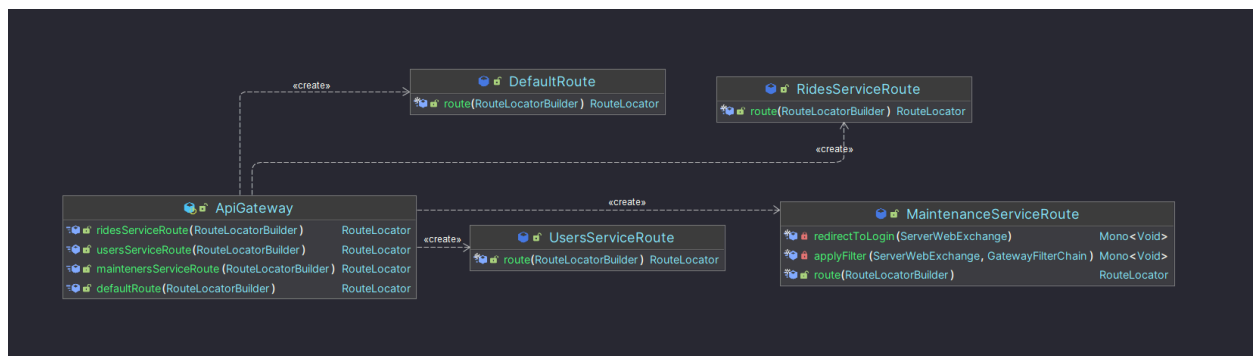 «create»
DefaultRoute
route(RouteLocatorBuilder) RouteLocator
RidesServiceRoute
route(RouteLocatorBuilder) RouteLocator
«create»
ApiGateway
ridesServiceRoute(RouteLocatorBuilder) RouteLocator
usersServiceRoute(RouteLocatorBuilder) RouteLocator
maintenersServiceRoute(RouteLocatorBuilder) RouteLocator
defaultRoute(RouteLocatorBuilder) RouteLocator
«create»
«create»
UsersServiceRoute
route(RouteLocatorBuilder) RouteLocator
MaintenanceServiceRoute
redirectToLogin(ServerWebExchange) Mono<Void>
applyFilter(ServerWebExchange, GatewayFilterChain) Mono<Void>
route(RouteLocatorBuilder) RouteLocator